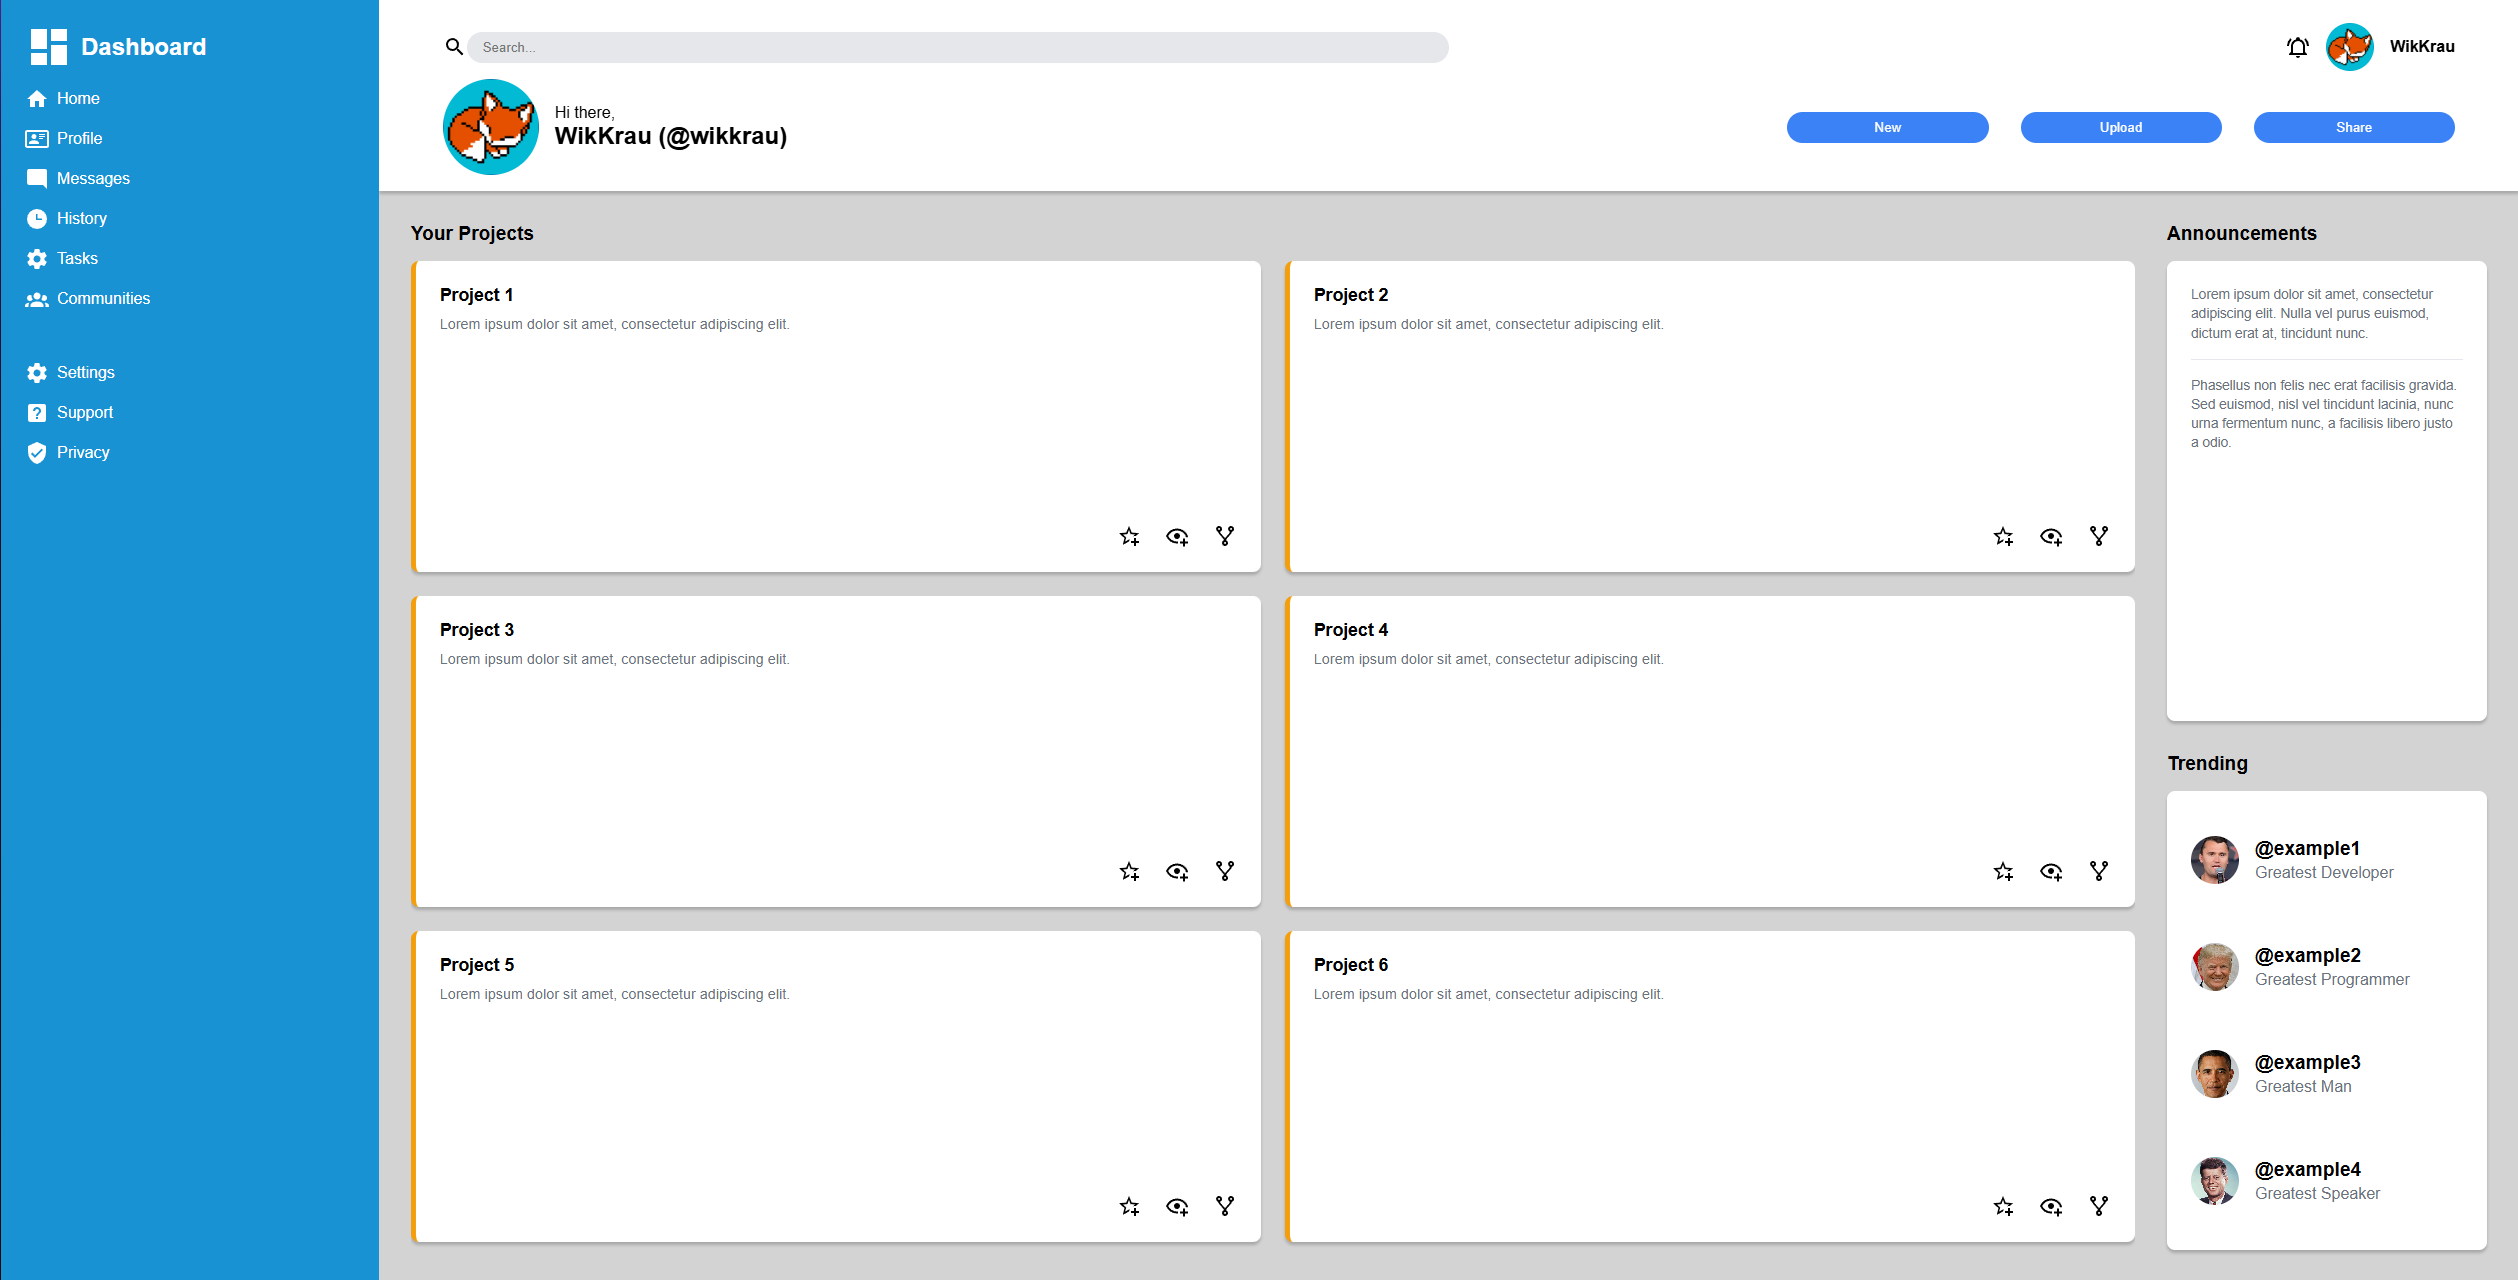 Dashboard
Home
Profile
Messages
History
Tasks
Communities
Settings
Support
Privacy
Search...
WikKrau
Hi there,
WikKrau (@wikkrau)
New
Upload
Share
Your Projects
Project 1
Lorem ipsum dolor sit amet, consectetur adipiscing elit.
Project 2
Lorem ipsum dolor sit amet, consectetur adipiscing elit.
Project 3
Lorem ipsum dolor sit amet, consectetur adipiscing elit.
Project 4
Lorem ipsum dolor sit amet, consectetur adipiscing elit.
Project 5
Lorem ipsum dolor sit amet, consectetur adipiscing elit.
Project 6
Lorem ipsum dolor sit amet, consectetur adipiscing elit.
Announcements
Lorem ipsum dolor sit amet, consectetur
adipiscing elit. Nulla vel purus euismod,
dictum erat at, tincidunt nunc.
Phasellus non felis nec erat facilisis gravida.
Sed euismod, nisl vel tincidunt lacinia, nunc
urna fermentum nunc, a facilisis libero justo
a odio.
Trending
@example1
Greatest Developer
@example2
Greatest Programmer
@example3
Greatest Man
@example4
Greatest Speaker